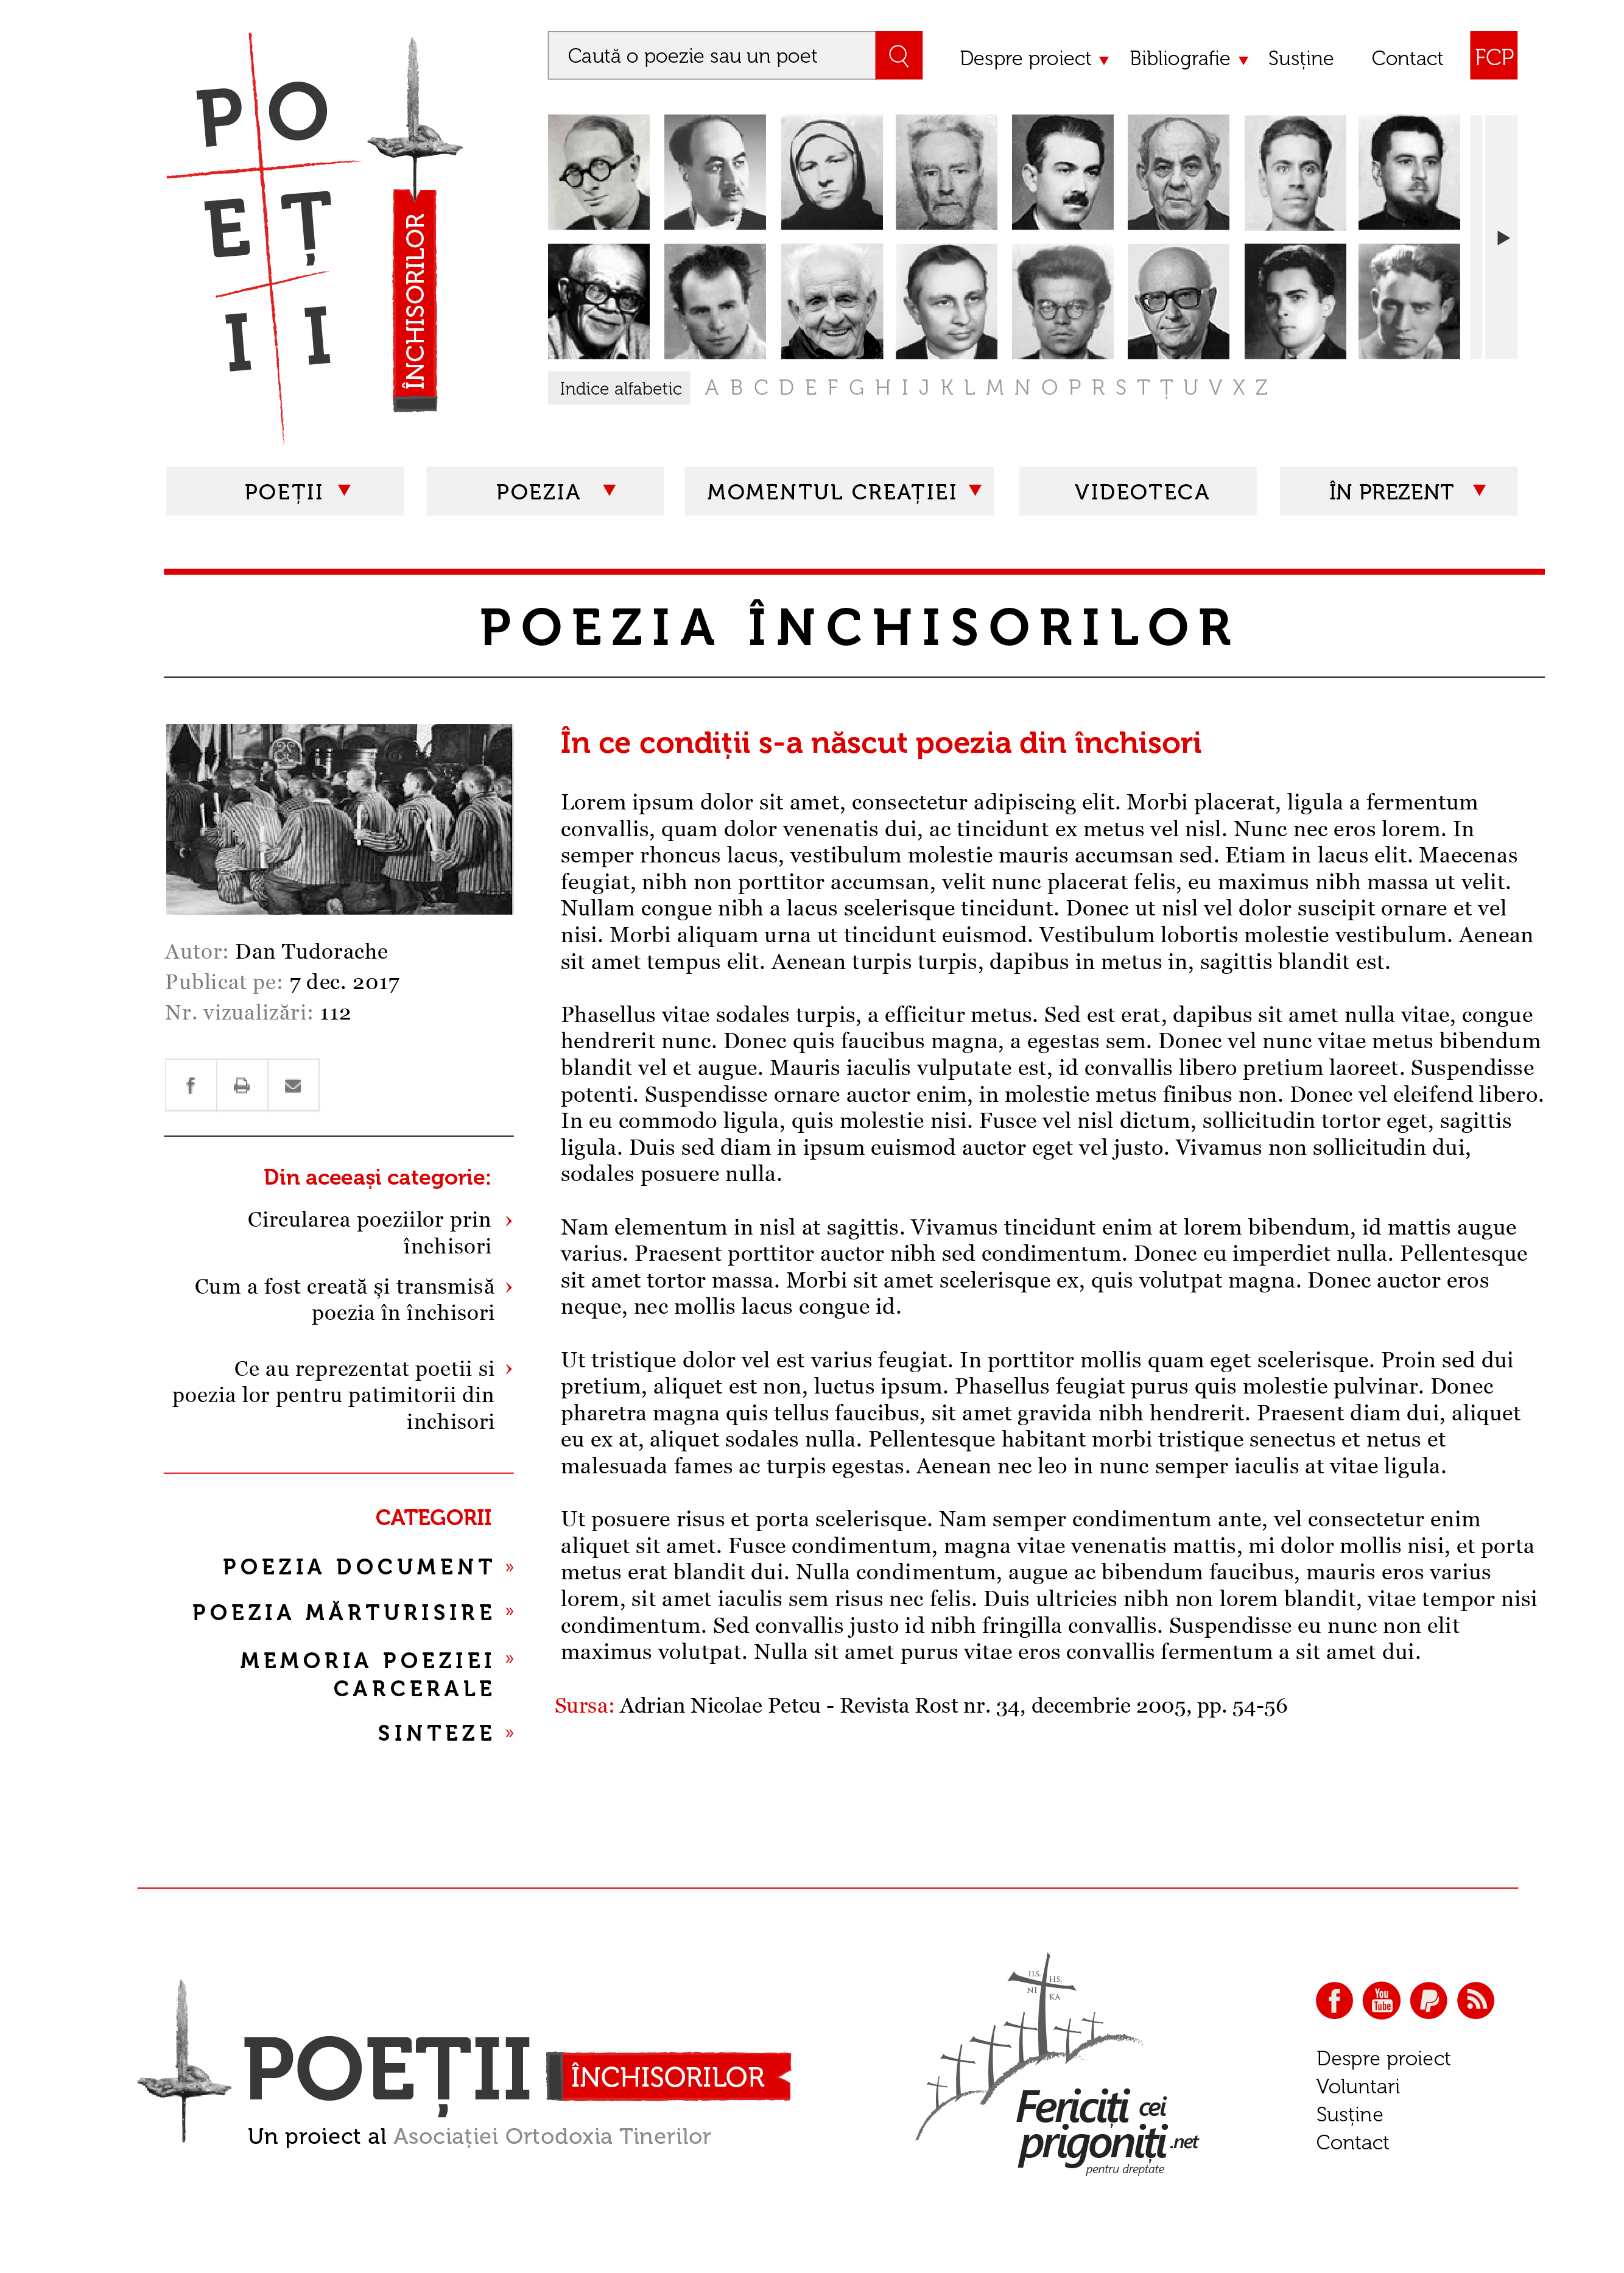 PO
EȚ
II
ÎNCHISORILOR
Caută o poezie sau un poet
Despre proiect
Bibliografie
Susține
Contact
FCP
Indice alfabetic
A B C D E F G H I J K L M N O P R S T Ț U V X Z
POEȚII
POEZIA
MOMENTUL CREAȚIEI
VIDEOTECA
ÎN PREZENT
POEZIA ÎNCHISORILOR
Autor: Dan Tudorache
Publicat pe: 7 dec. 2017
Nr. vizualizări: 112
Din aceeași categorie:
Circularea poeziilor prin ›
închisori
Cum a fost creată și transmisă ›
poezia în închisori
Ce au reprezentat poetii si ›
poezia lor pentru patimitorii din
inchisori
CATEGORII
POEZIA DOCUMENT »
POEZIA MĂRTURISIRE »
MEMORIA POEZIEI »
CARCERALE
SINTEZE »
În ce condiții s-a născut poezia din închisori
Lorem ipsum dolor sit amet, consectetur adipiscing elit. Morbi placerat, ligula a fermentum
convallis, quam dolor venenatis dui, ac tincidunt ex metus vel nisl. Nunc nec eros lorem. In
semper rhoncus lacus, vestibulum molestie mauris accumsan sed. Etiam in lacus elit. Maecenas
feugiat, nibh non porttitor accumsan, velit nunc placerat felis, eu maximus nibh massa ut velit.
Nullam congue nibh a lacus scelerisque tincidunt. Donec ut nisl vel dolor suscipit ornare et vel
nisi. Morbi aliquam urna ut tincidunt euismod. Vestibulum lobortis molestie vestibulum. Aenean
sit amet tempus elit. Aenean turpis turpis, dapibus in metus in, sagittis blandit est.
Phasellus vitae sodales turpis, a efficitur metus. Sed est erat, dapibus sit amet nulla vitae, congue
hendrerit nunc. Donec quis faucibus magna, a egestas sem. Donec vel nunc vitae metus bibendum
blandit vel et augue. Mauris iaculis vulputate est, id convallis libero pretium laoreet. Suspendisse
potenti. Suspendisse ornare auctor enim, in molestie metus finibus non. Donec vel eleifend libero.
In eu commodo ligula, quis molestie nisi. Fusce vel nisl dictum, sollicitudin tortor eget, sagittis
ligula. Duis sed diam in ipsum euismod auctor eget vel justo. Vivamus non sollicitudin dui,
sodales posuere nulla.
Nam elementum in nisl at sagittis. Vivamus tincidunt enim at lorem bibendum, id mattis augue
varius. Praesent porttitor auctor nibh sed condimentum. Donec eu imperdiet nulla. Pellentesque
sit amet tortor massa. Morbi sit amet scelerisque ex, quis volutpat magna. Donec auctor eros
neque, nec mollis lacus congue id.
Ut tristique dolor vel est varius feugiat. In porttitor mollis quam eget scelerisque. Proin sed dui
pretium, aliquet est non, luctus ipsum. Phasellus feugiat purus quis molestie pulvinar. Donec
pharetra magna quis tellus faucibus, sit amet gravida nibh hendrerit. Praesent diam dui, aliquet
eu ex at, aliquet sodales nulla. Pellentesque habitant morbi tristique senectus et netus et
malesuada fames ac turpis egestas. Aenean nec leo in nunc semper iaculis at vitae ligula.
Ut posuere risus et porta scelerisque. Nam semper condimentum ante, vel consectetur enim
aliquet sit amet. Fusce condimentum, magna vitae venenatis mattis, mi dolor mollis nisi, et porta
metus erat blandit dui. Nulla condimentum, augue ac bibendum faucibus, mauris eros varius
lorem, sit amet iaculis sem risus nec felis. Duis ultricies nibh non lorem blandit, vitae tempor nisi
condimentum. Sed convallis justo id nibh fringilla convallis. Suspendisse eu nunc non elit
maximus volutpat. Nulla sit amet purus vitae eros convallis fermentum a sit amet dui.
Sursa: Adrian Nicolae Petcu - Revista Rost nr. 34, decembrie 2005, pp. 54-56
POEȚII ÎNCHISORILOR
Un proiect al Asociației Ortodoxia Tinerilor
IIS. HS.
NI KA
Fericiți cei
prigoniți.net
pentru dreptate
You
Tube
Despre proiect
Voluntari
Susține
Contact